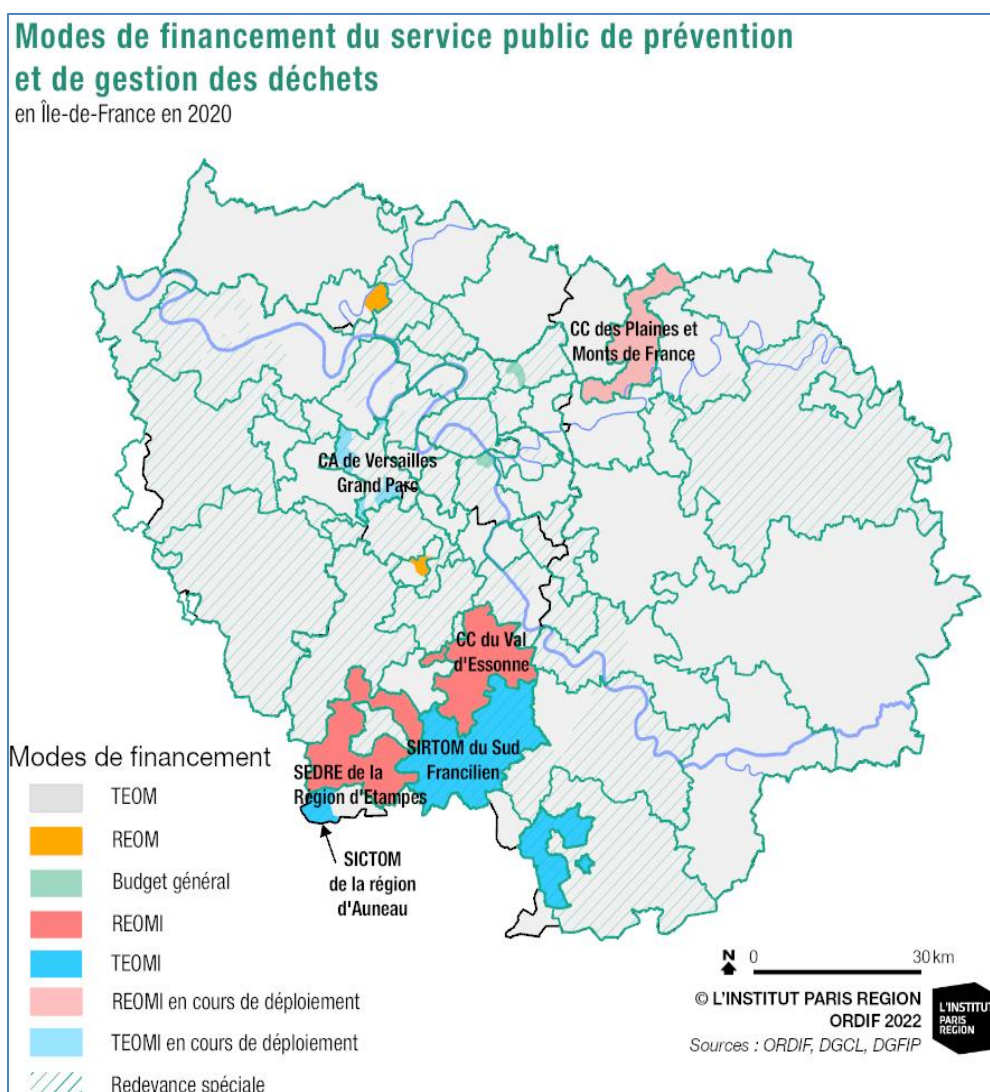 Modes de financement du service public de prévention
et de gestion des déchets
en Île-de-France en 2020
CC des Plaines et
Monts de France
CA de Versailles
Grand Parc
CC du Val
d'Essonne
SIRTOM du Sud
Francilien
SEDRE de la
Région d'Etampes
SICTOM
de la région
d'Auneau
Modes de financement
TEOM
REOM
Budget général
REOMI
TEOMI
REOMI en cours de déploiement
TEOMI en cours de déploiement
Redevance spéciale
N 0 30 km
© L'INSTITUT PARIS REGION
ORDIF 2022
Sources : ORDIF, DGCL, DGFIP
L'INSTITUT
PARIS
REGION